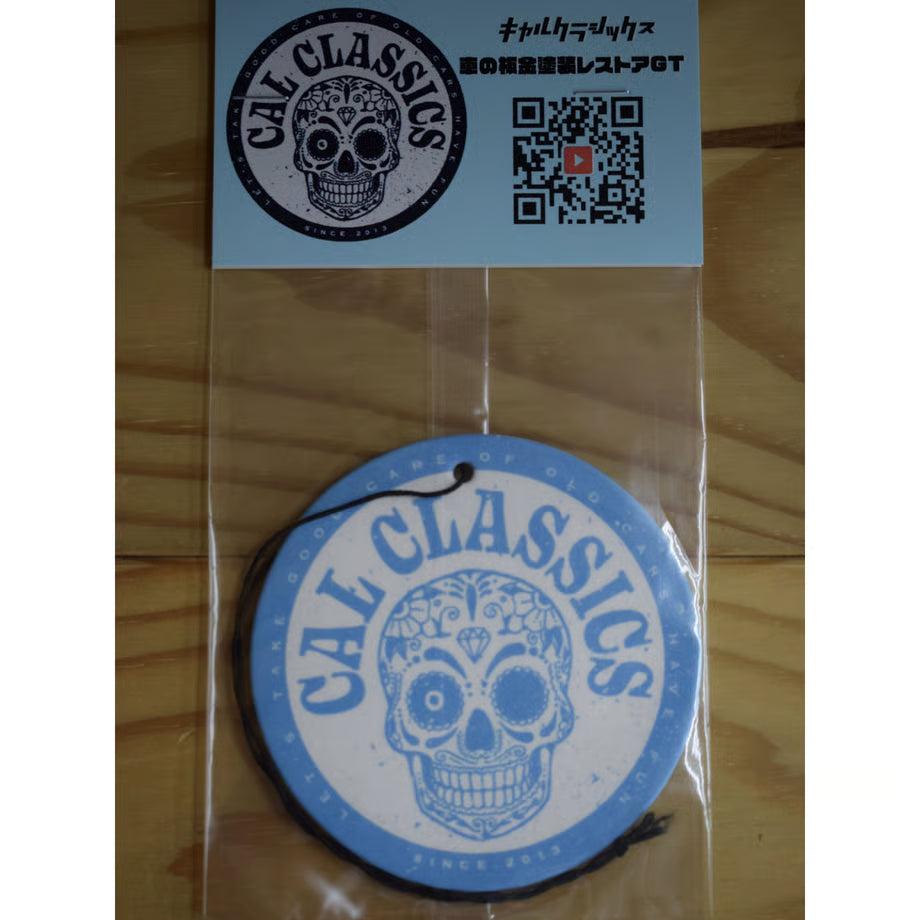 LET'S TAKE GOOD CARE OF OLD CARS HAVE FUN
CAL CLASSICS
SINCE 2013
キャルクラシックス
車の板金塗装レストアGT
LET'S TAKE GOOD CARE OF OLD CARS HAVE FUN
CAL CLASSICS
SINCE 2013